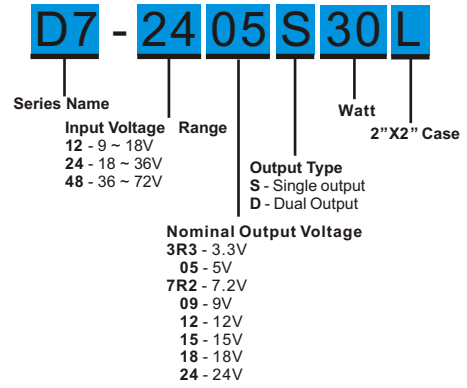 D7 - 24 05 S 30 L
Series Name
Watt
2”X2” Case
Input Voltage Range
12 - 9 ~ 18V
24 - 18 ~ 36V
48 - 36 ~ 72V
Output Type
S - Single output
D - Dual Output
Nominal Output Voltage
3R3 - 3.3V
05 - 5V
7R2 - 7.2V
09 - 9V
12 - 12V
15 - 15V
18 - 18V
24 - 24V